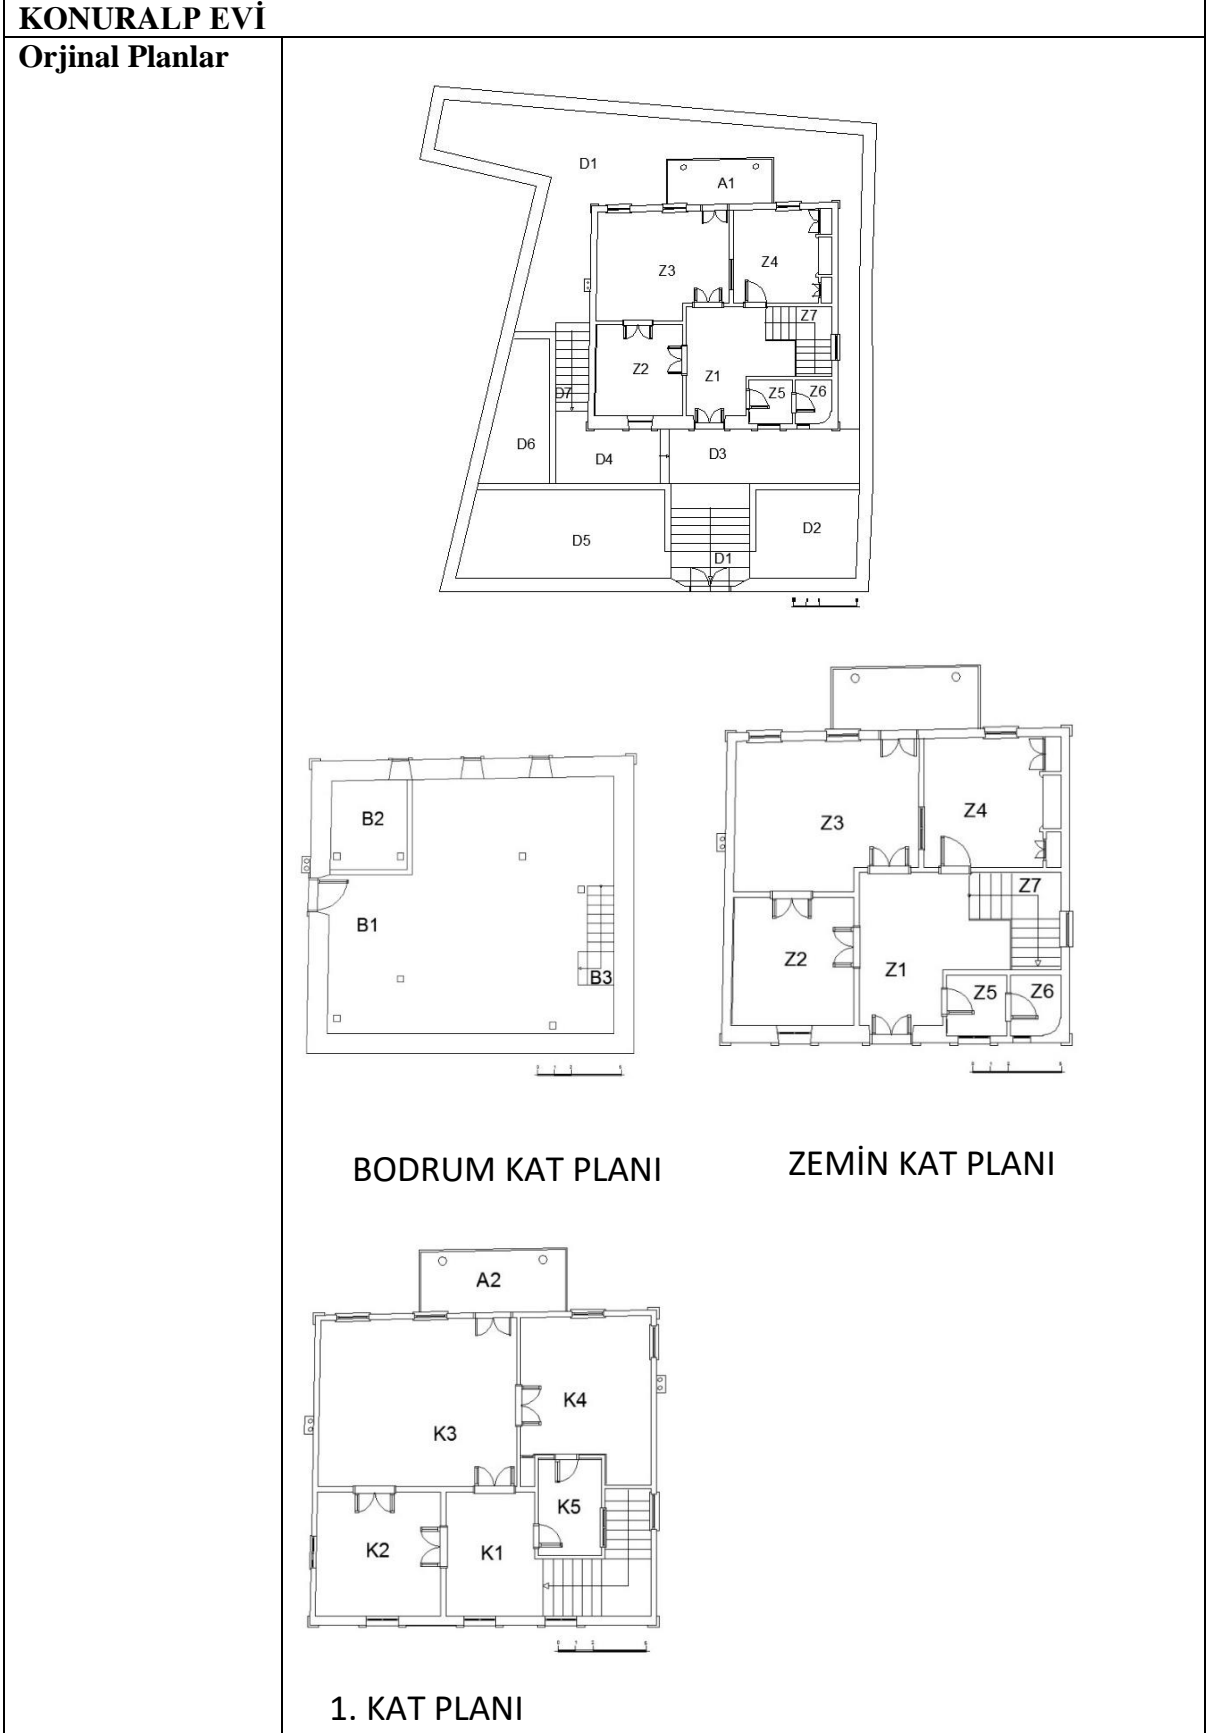 KONURALP EVİ
Orjinal Planlar
D1
A1
Z3
Z4
Z7
Z2
Z1
Z5
Z6
D7
D6
D4
D3
D5
D2
D1
B2
B1
B3
Z3
Z4
Z7
Z2
Z1
Z5
Z6
BODRUM KAT PLANI
ZEMİN KAT PLANI
A2
K4
K3
K5
K2
K1
1. KAT PLANI